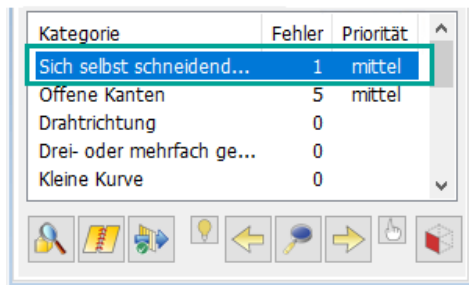 Kategorie Fehler Priorität
Sich selbst schneidend... 1 mittel
Offene Kanten 5 mittel
Drahtrichtung 0
Drei- oder mehrfach ge... 0
Kleine Kurve 0